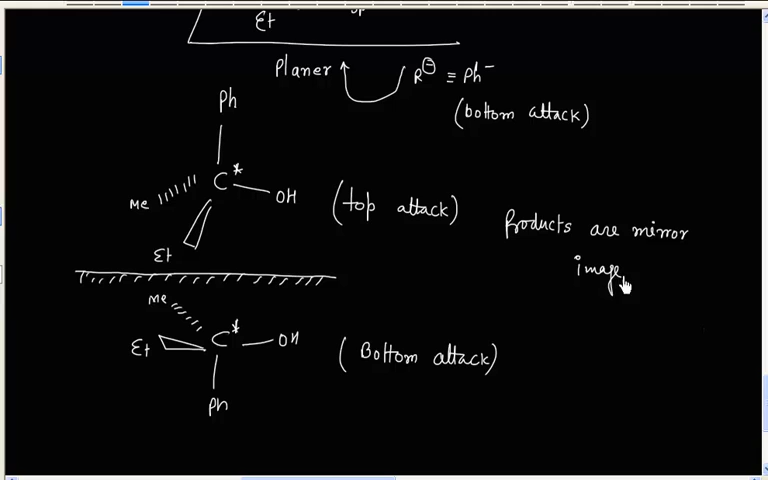 Et
Planer R⊖ ≡ Ph⁻
(bottom attack)
Ph
C*
Me
OH
Et
(top attack)
Products are mirror
image
Me
Et
C*
OH
Ph
(Bottom attack)